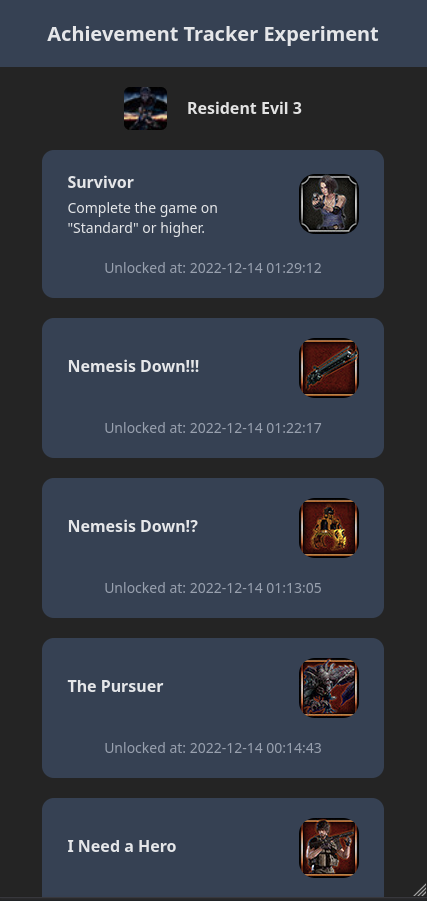 Achievement Tracker Experiment
Resident Evil 3
Survivor
Complete the game on
"Standard" or higher.
Unlocked at: 2022-12-14 01:29:12
Nemesis Down!!!
Unlocked at: 2022-12-14 01:22:17
Nemesis Down!?
Unlocked at: 2022-12-14 01:13:05
The Pursuer
Unlocked at: 2022-12-14 00:14:43
I Need a Hero